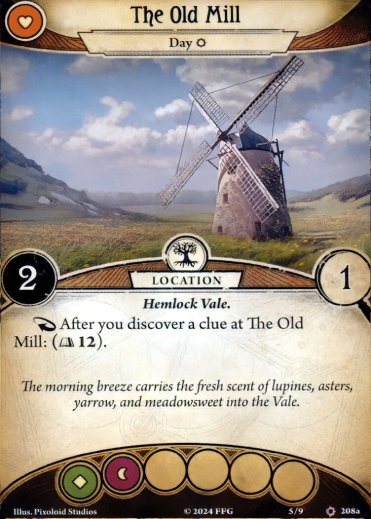 The Old Mill
Day
2
LOCATION
1
Hemlock Vale.
After you discover a clue at The Old
Mill: ( 12).
The morning breeze carries the fresh scent of lupines, asters,
yarrow, and meadowsweet into the Vale.
Illus. Pixoloid Studios
© 2024 FFG
5/9
208a